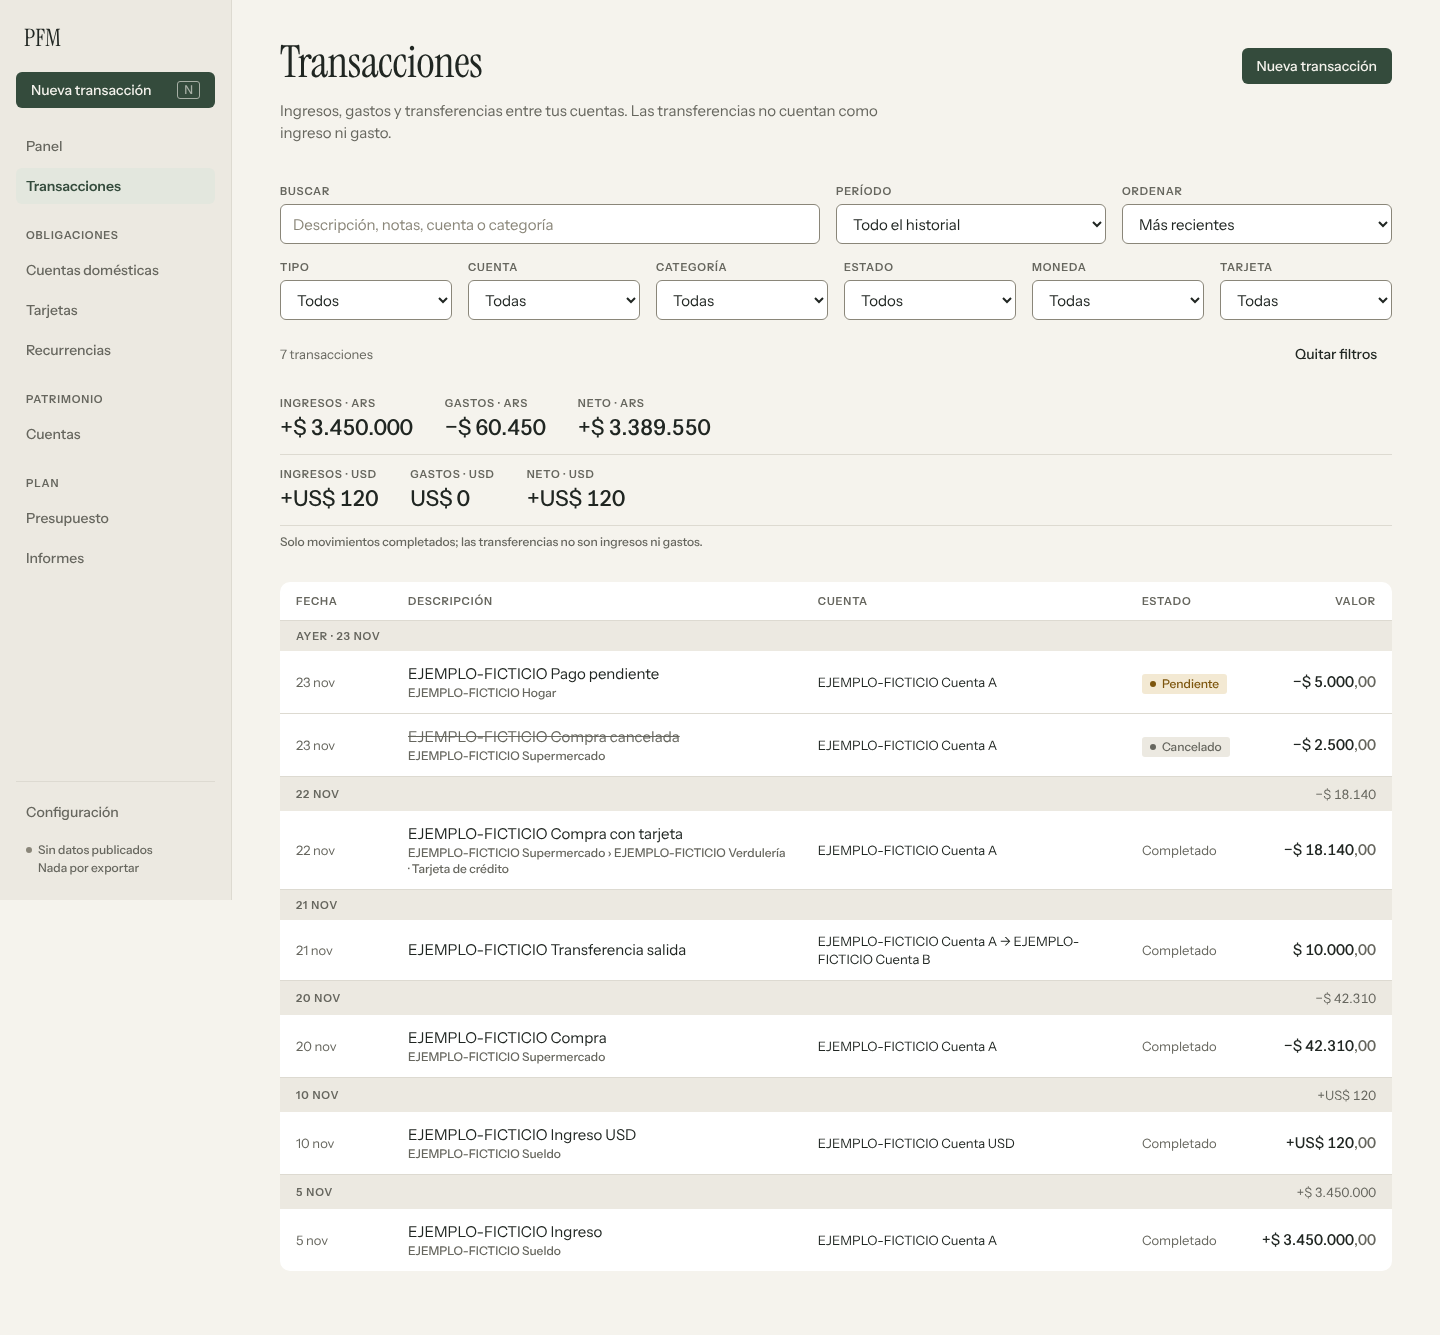 PFM
Nueva transacción N
Panel
Transacciones
OBLIGACIONES
Cuentas domésticas
Tarjetas
Recurrencias
PATRIMONIO
Cuentas
PLAN
Presupuesto
Informes
Configuración
Sin datos publicados
Nada por exportar
Transacciones
Nueva transacción
Ingresos, gastos y transferencias entre tus cuentas. Las transferencias no cuentan como
ingreso ni gasto.
BUSCAR PERÍODO ORDENAR
Descripción, notas, cuenta o categoría Todo el historial Más recientes
TIPO CUENTA CATEGORÍA ESTADO MONEDA TARJETA
Todos Todas Todas Todos Todas Todas
7 transacciones Quitar filtros
INGRESOS · ARS GASTOS · ARS NETO · ARS
+$ 3.450.000 −$ 60.450 +$ 3.389.550
INGRESOS · USD GASTOS · USD NETO · USD
+US$ 120 US$ 0 +US$ 120
Solo movimientos completados; las transferencias no son ingresos ni gastos.
FECHA DESCRIPCIÓN CUENTA ESTADO VALOR
AYER · 23 NOV
23 nov EJEMPLO-FICTICIO Pago pendiente EJEMPLO-FICTICIO Cuenta A Pendiente −$ 5.000,00
EJEMPLO-FICTICIO Hogar
23 nov EJEMPLO-FICTICIO Compra cancelada EJEMPLO-FICTICIO Cuenta A Cancelado −$ 2.500,00
EJEMPLO-FICTICIO Supermercado
22 NOV −$ 18.140
22 nov EJEMPLO-FICTICIO Compra con tarjeta EJEMPLO-FICTICIO Cuenta A Completado −$ 18.140,00
EJEMPLO-FICTICIO Supermercado › EJEMPLO-FICTICIO Verdulería
· Tarjeta de crédito
21 NOV
21 nov EJEMPLO-FICTICIO Transferencia salida EJEMPLO-FICTICIO Cuenta A → EJEMPLO- Completado $ 10.000,00
FICTICIO Cuenta B
20 NOV −$ 42.310
20 nov EJEMPLO-FICTICIO Compra EJEMPLO-FICTICIO Cuenta A Completado −$ 42.310,00
EJEMPLO-FICTICIO Supermercado
10 NOV +US$ 120
10 nov EJEMPLO-FICTICIO Ingreso USD EJEMPLO-FICTICIO Cuenta USD Completado +US$ 120,00
EJEMPLO-FICTICIO Sueldo
5 NOV +$ 3.450.000
5 nov EJEMPLO-FICTICIO Ingreso EJEMPLO-FICTICIO Cuenta A Completado +$ 3.450.000,00
EJEMPLO-FICTICIO Sueldo